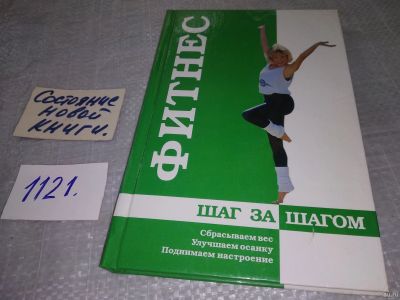 Состояние
новой
книги.
1121.
ФИТНЕС
ШАГ ЗА ШАГОМ
Сбрасываем вес
Улучшаем осанку
Поднимаем настроение